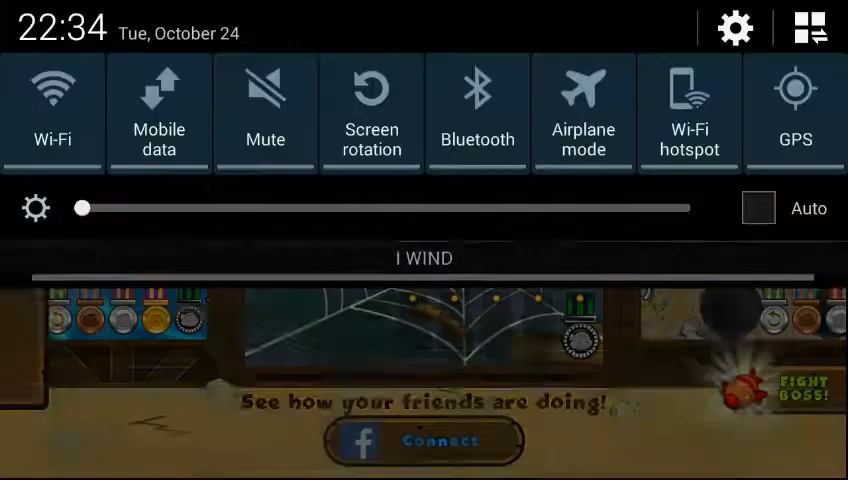 22:34 Tue, October 24
Wi-Fi
Mobile data
Mute
Screen rotation
Bluetooth
Airplane mode
Wi-Fi hotspot
GPS
Auto
I WIND
See how your friends are doing!
FIGHT BOSS!
f Connect